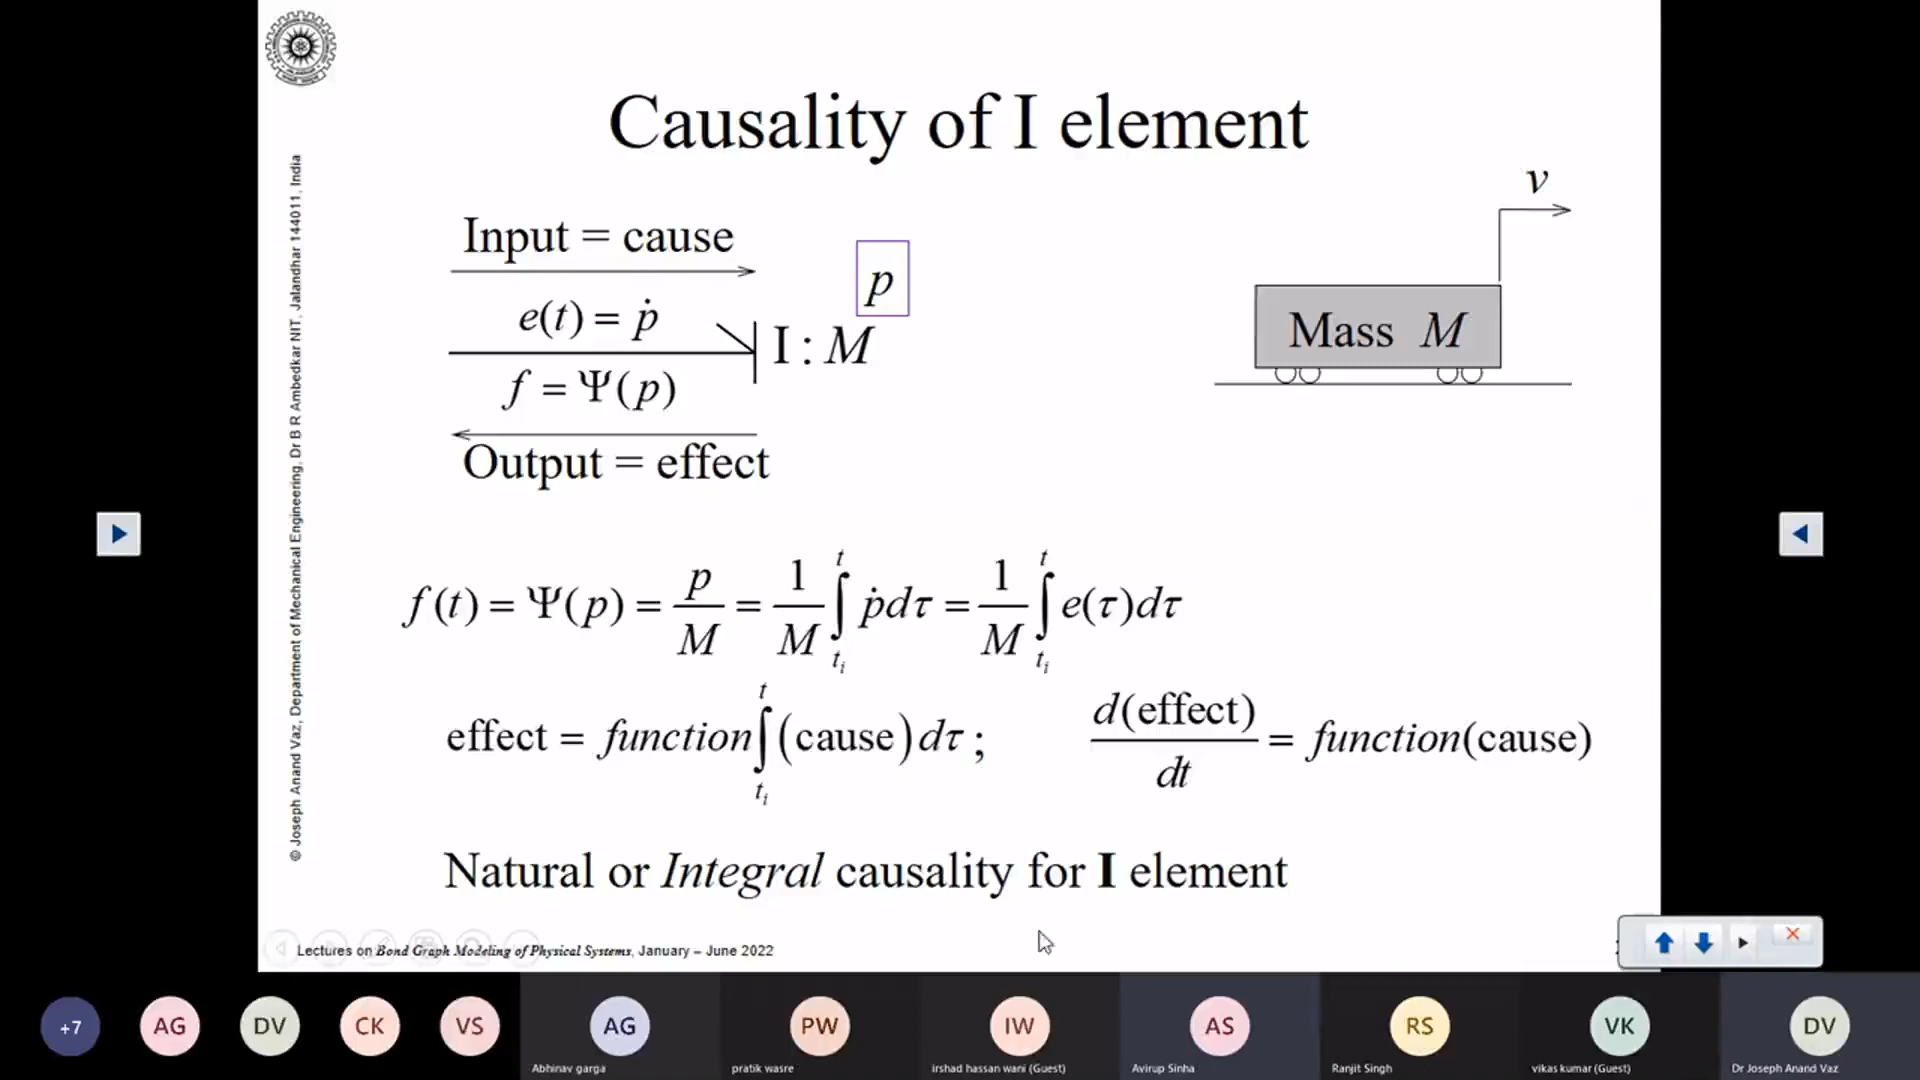 Causality of I element
v
Input = cause
p
e(t) = ṗ
I : M
Mass M
f = Ψ(p)
Output = effect
f(t) = Ψ(p) = p/M = 1/M ∫_{t_i}^{t} ṗdτ = 1/M ∫_{t_i}^{t} e(τ)dτ
effect = function ∫_{t_i}^{t} (cause)dτ ; d(effect)/dt = function(cause)
Natural or Integral causality for I element
© Joseph Anand Vaz, Department of Mechanical Engineering, Dr B R Ambedkar NIT, Jalandhar 144011, India
Lectures on Bond Graph Modeling of Physical Systems, January – June 2022
+7 AG DV CK VS AG PW IW AS RS VK DV
Abhinav garga pratik wasre irshad hassan wani (Guest) Avirup Sinha Ranjit Singh vikas kumar (Guest) Dr Joseph Anand Vaz